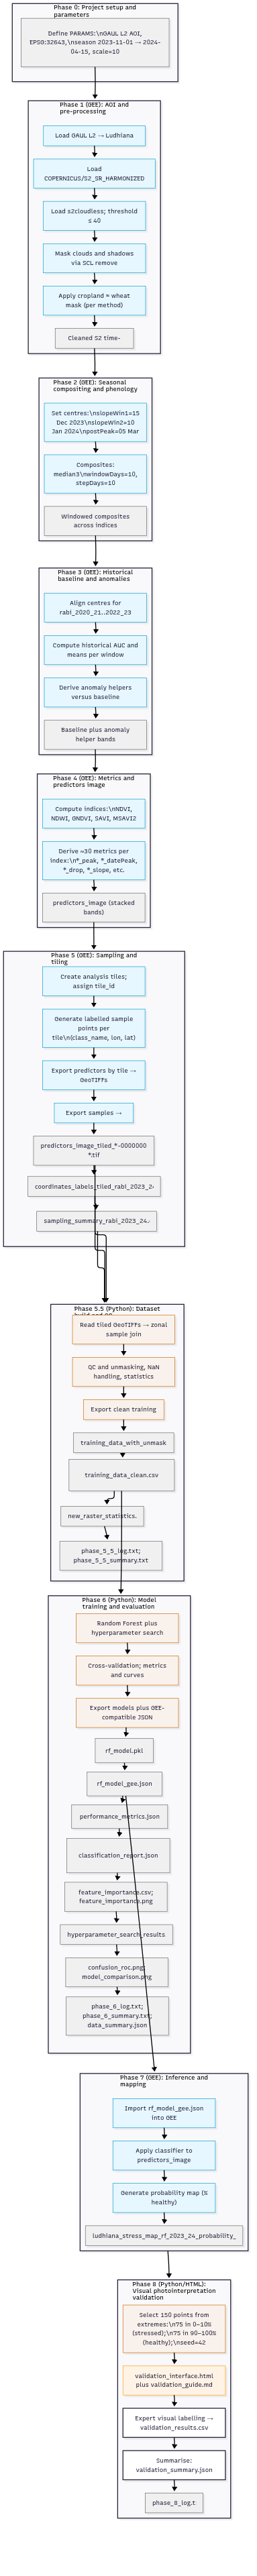 Phase 0: Project setup and
parameters
Define PARAMS:\nGAUL L2 AOI,
EPSG:32643,\nseason 2023-11-01 → 2024-
04-15, scale=10
Phase 1 (GEE): AOI and
pre-processing
Load GAUL L2 → Ludhiana
Load
COPERNICUS/S2_SR_HARMONIZED
Load s2cloudless; threshold
≤ 40
Mask clouds and shadows
via SCL remove
Apply cropland ≈ wheat
mask (per method)
Cleaned S2 time-
Phase 2 (GEE): Seasonal
compositing and phenology
Set centres:\nslopeWin1=15
Dec 2023\nslopeWin2=10
Jan 2024\npostPeak=05 Mar
Composites:
median3\nwindowDays=10,
stepDays=10
Windowed composites
across indices
Phase 3 (GEE): Historical
baseline and anomalies
Align centres for
rabi_2020_21..2022_23
Compute historical AUC and
means per window
Derive anomaly helpers
versus baseline
Baseline plus anomaly
helper bands
Phase 4 (GEE): Metrics and
predictors image
Compute indices:\nNDVI,
NDWI, GNDVI, SAVI, MSAVI2
Derive ~30 metrics per
index:\n*_peak, *_datePeak,
*_drop, *_slope, etc.
predictors_image (stacked
bands)
Phase 5 (GEE): Sampling and
tiling
Create analysis tiles;
assign tile_id
Generate labelled sample
points per
tile\n(class_name, lon, lat)
Export predictors by tile →
GeoTIFFs
Export samples →
predictors_image_tiled_*-0000000
*.tif
coordinates_labels_tiled_rabi_2023_24
sampling_summary_rabi_2023_24.
Phase 5.5 (Python): Dataset
Read tiled GeoTIFFs → zonal
sample join
QC and unmasking, NaN
handling, statistics
Export clean training
training_data_with_unmask
training_data_clean.csv
new_raster_statistics.
phase_5_5_log.txt;
phase_5_5_summary.txt
Phase 6 (Python): Model
training and evaluation
Random Forest plus
hyperparameter search
Cross-validation; metrics
and curves
Export models plus GEE-
compatible JSON
rf_model.pkl
rf_model_gee.json
performance_metrics.json
classification_report.json
feature_importance.csv;
feature_importance.png
hyperparameter_search_results
confusion_roc.png;
model_comparison.png
phase_6_log.txt;
phase_6_summary.txt;
data_summary.json
Phase 7 (GEE): Inference and
mapping
Import rf_model_gee.json
into GEE
Apply classifier to
predictors_image
Generate probability map (%
healthy)
ludhiana_stress_map_rf_2023_24_probability_
Phase 8 (Python/HTML):
Visual photointerpretation
validation
Select 150 points from
extremes:\n75 in 0–10%
(stressed);\n75 in 90–100%
(healthy);\nseed=42
validation_interface.html
plus validation_guide.md
Expert visual labelling →
validation_results.csv
Summarise:
validation_summary.json
phase_8_log.t